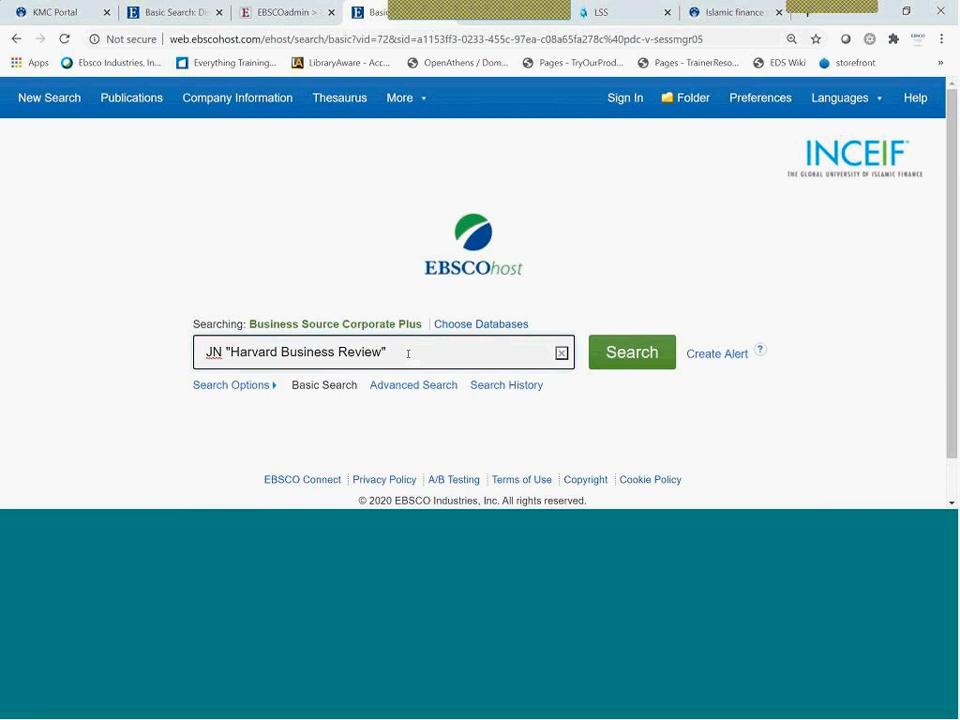 KMC Portal
Basic Search: Di
EBSCOadmin >
Basic
LSS
Islamic finance
Not secure
web.ebscohost.com/ehost/search/basic?vid=72&sid=a1153ff3-0233-455c-97ea-c08a65fa278c%40pdc-v-sessmgr05
Apps
Ebsco Industries, In...
Everything Training...
LibraryAware - Acc...
OpenAthens / Dom...
Pages - TryOurProd...
Pages - TrainerReso...
EDS Wiki
storefront
»
New Search Publications Company Information Thesaurus More
Sign In Folder Preferences Languages Help
INCEIF
THE GLOBAL UNIVERSITY OF ISLAMIC FINANCE
EBSCOhost
Searching: Business Source Corporate Plus Choose Databases
JN "Harvard Business Review"
Search
Create Alert ?
Search Options Basic Search Advanced Search Search History
EBSCO Connect Privacy Policy A/B Testing Terms of Use Copyright Cookie Policy
© 2020 EBSCO Industries, Inc. All rights reserved.